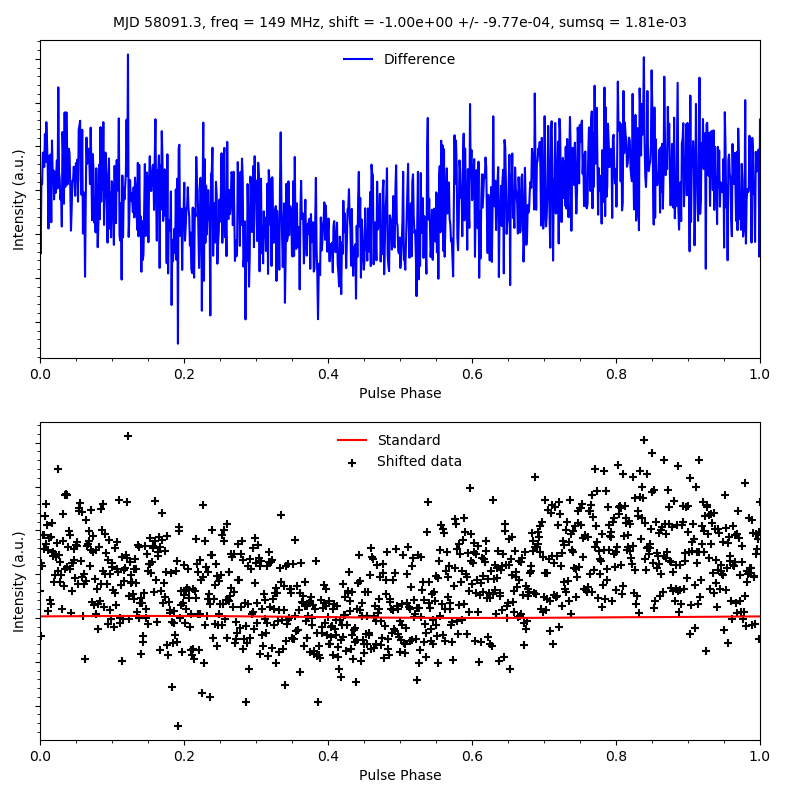 MJD 58091.3, freq = 149 MHz, shift = -1.00e+00 +/- -9.77e-04, sumsq = 1.81e-03
Difference
Intensity (a.u.)
0.0 0.2 0.4 0.6 0.8 1.0
Pulse Phase
Standard
Shifted data
Intensity (a.u.)
0.0 0.2 0.4 0.6 0.8 1.0
Pulse Phase